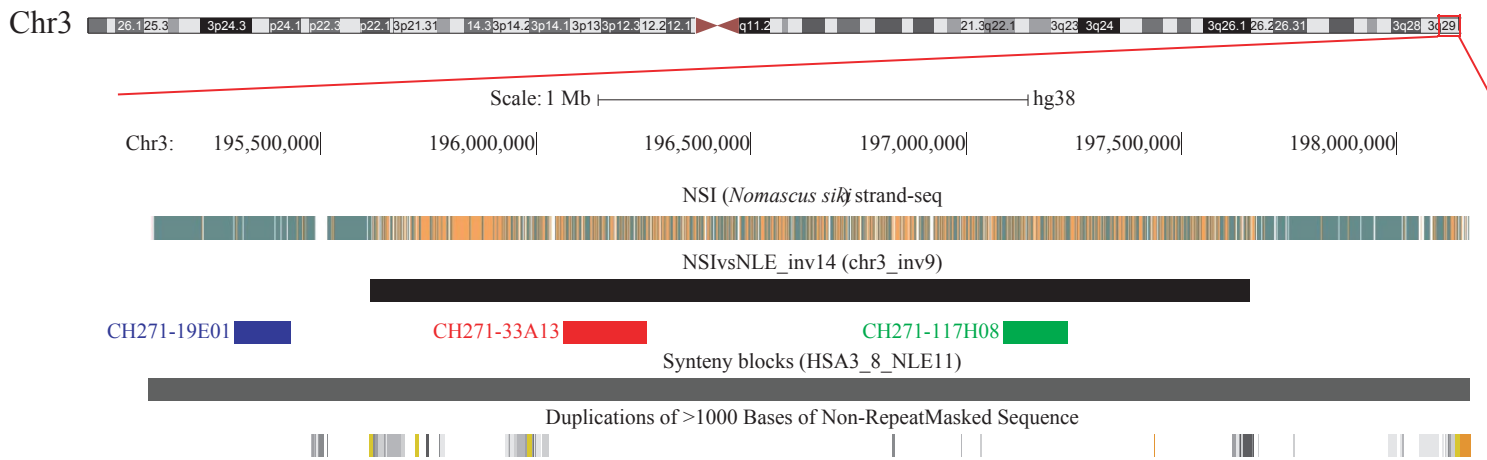 Chr3 26.1 25.3 3p24.3 p24.1 p22.3 p22.1 3p21.31 14.3 3p14.2 3p14.1 3p13 3p12.3 12.2 12.1 q11.2 21.3 q22.1 3q23 3q24 3q26.1 26.2 26.31 3q28 3q29
Scale: 1 Mb hg38
Chr3: 195,500,000 196,000,000 196,500,000 197,000,000 197,500,000 198,000,000
NSI (Nomascus siki) strand-seq
NSIvsNLE_inv14 (chr3_inv9)
CH271-19E01 CH271-33A13 CH271-117H08
Synteny blocks (HSA3_8_NLE11)
Duplications of >1000 Bases of Non-RepeatMasked Sequence